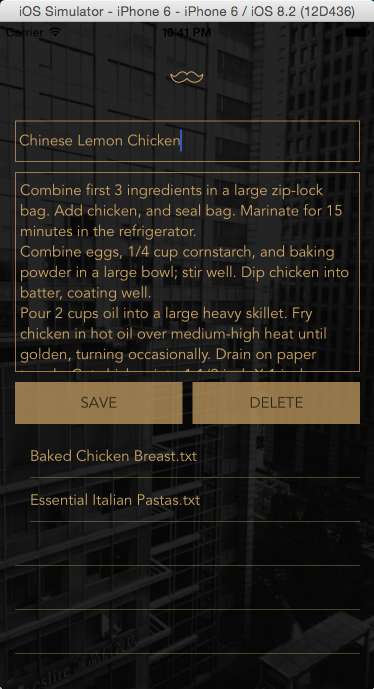 iOS Simulator - iPhone 6 - iPhone 6 / iOS 8.2 (12D436)
Carrier 10:41 PM
Chinese Lemon Chicken
Combine first 3 ingredients in a large zip-lock
bag. Add chicken, and seal bag. Marinate for 15
minutes in the refrigerator.
Combine eggs, 1/4 cup cornstarch, and baking
powder in a large bowl; stir well. Dip chicken into
batter, coating well.
Pour 2 cups oil into a large heavy skillet. Fry
chicken in hot oil over medium-high heat until
golden, turning occasionally. Drain on paper
SAVE DELETE
Baked Chicken Breast.txt
Essential Italian Pastas.txt